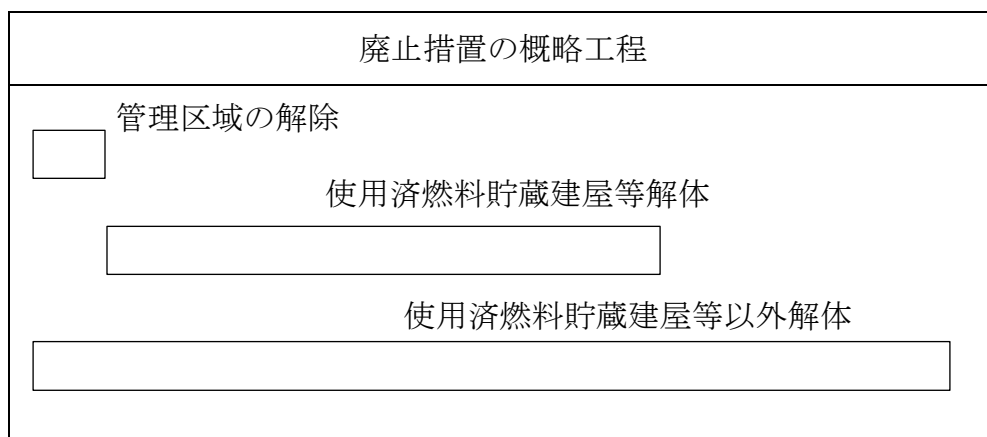 廃止措置の概略工程
管理区域の解除
使用済燃料貯蔵建屋等解体
使用済燃料貯蔵建屋等以外解体